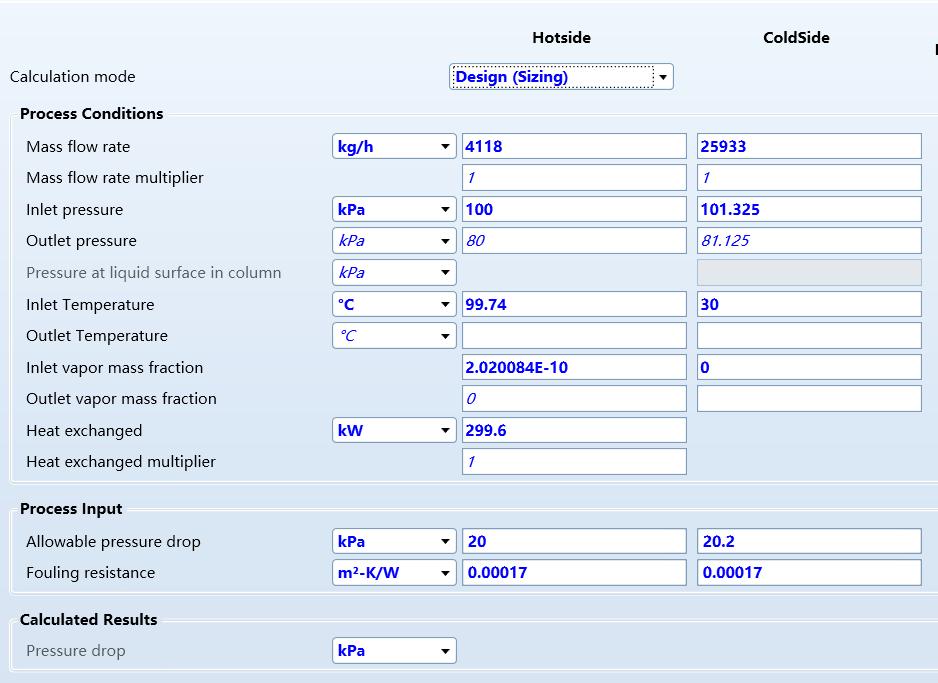 Hotside ColdSide
Calculation mode Design (Sizing)
Process Conditions
Mass flow rate kg/h 4118 25933
Mass flow rate multiplier 1 1
Inlet pressure kPa 100 101.325
Outlet pressure kPa 80 81.125
Pressure at liquid surface in column kPa
Inlet Temperature °C 99.74 30
Outlet Temperature °C
Inlet vapor mass fraction 2.020084E-10 0
Outlet vapor mass fraction 0
Heat exchanged kW 299.6
Heat exchanged multiplier 1
Process Input
Allowable pressure drop kPa 20 20.2
Fouling resistance m²-K/W 0.00017 0.00017
Calculated Results
Pressure drop kPa